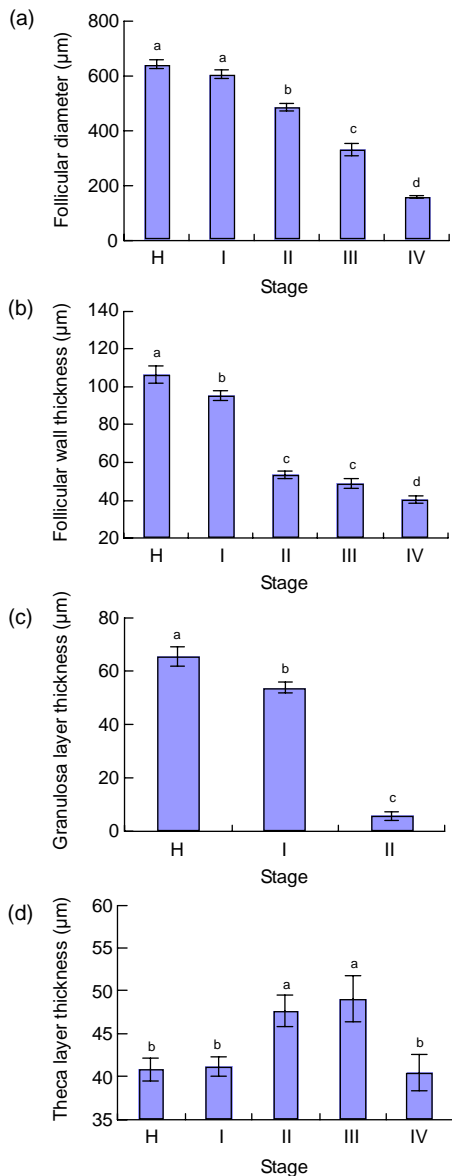 (a)
Follicular diameter (μm)
800
600
400
200
0
a
a
b
c
d
H I II III IV
Stage
(b)
Follicular wall thickness (μm)
140
120
100
80
60
40
20
a
b
c
c
d
H I II III IV
Stage
(c)
Granulosa layer thickness (μm)
80
60
40
20
0
a
b
c
H I II
Stage
(d)
Theca layer thickness (μm)
60
55
50
45
40
35
b
b
a
a
b
H I II III IV
Stage